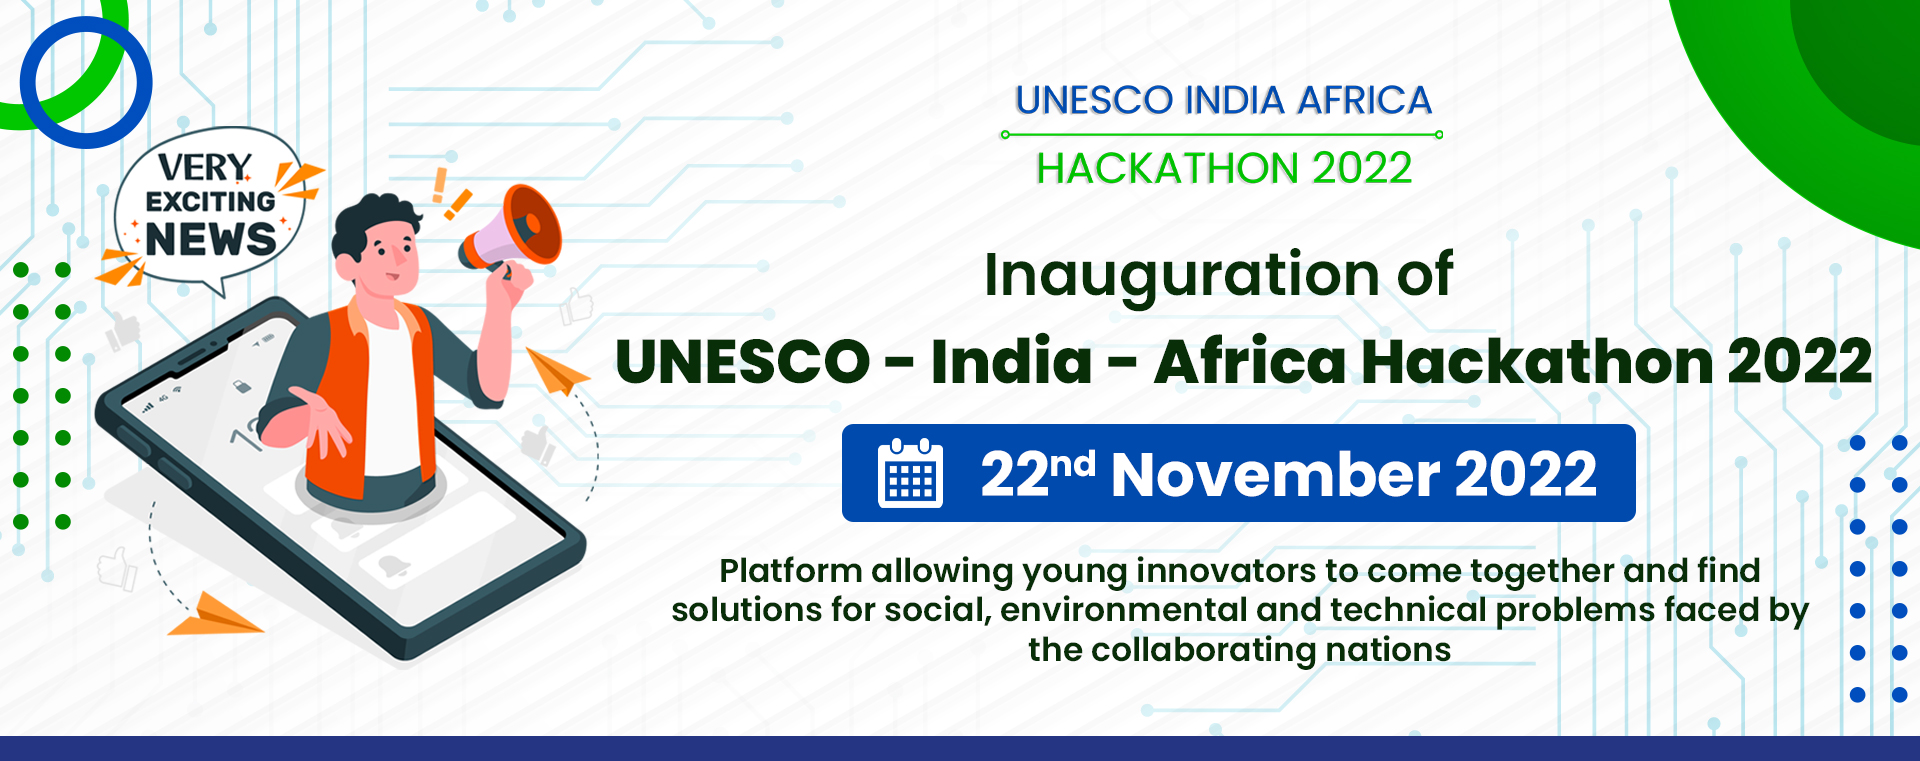 VERY
EXCITING
NEWS
4G
UNESCO INDIA AFRICA
HACKATHON 2022
Inauguration of
UNESCO - India - Africa Hackathon 2022
22nd November 2022
Platform allowing young innovators to come together and find
solutions for social, environmental and technical problems faced by
the collaborating nations